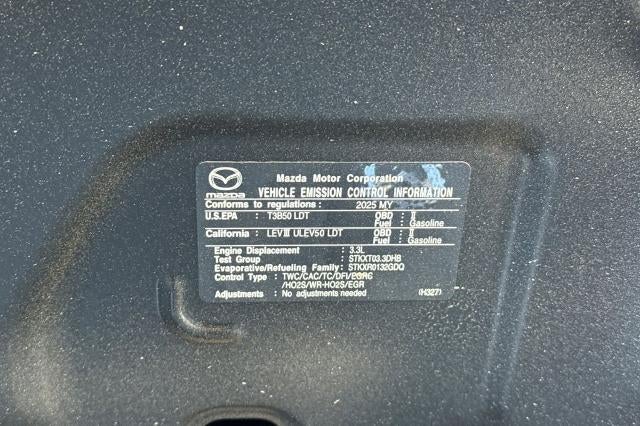 Mazda Motor Corporation
mazda VEHICLE EMISSION CONTROL INFORMATION
Conforms to regulations : 2025 MY
U.S.EPA : T3B50 LDT OBD : II
Fuel : Gasoline
California : LEVⅢ ULEV50 LDT OBD : II
Fuel : Gasoline
Engine Displacement : 3.3L
Test Group : STKXT03.3DHB
Evaporative/Refueling Family: STKXR0132GDQ
Control Type : TWC/CAC/TC/DFI/EGRC
/HO2S/WR-HO2S/EGR
Adjustments : No adjustments needed (H327)